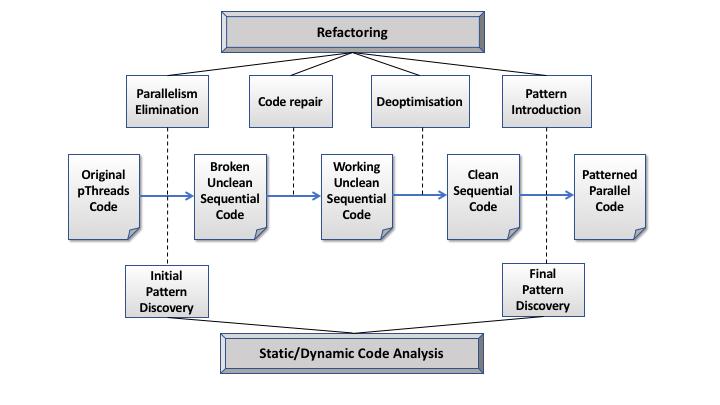 Refactoring
Parallelism
Elimination
Code repair
Deoptimisation
Pattern
Introduction
Original
pThreads
Code
Broken
Unclean
Sequential
Code
Working
Unclean
Sequential
Code
Clean
Sequential
Code
Patterned
Parallel
Code
Initial
Pattern
Discovery
Final
Pattern
Discovery
Static/Dynamic Code Analysis